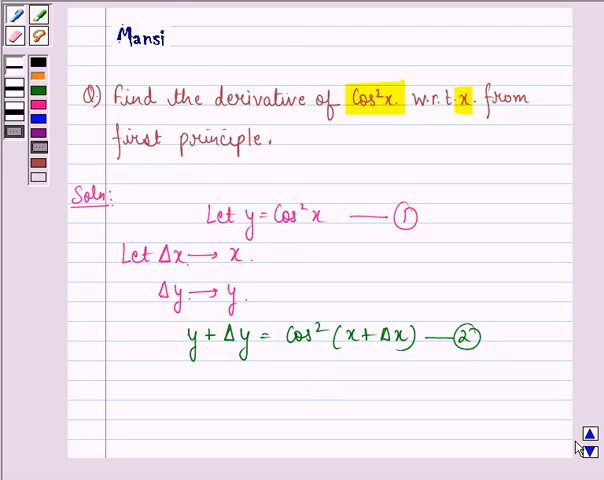 Mansi
Q) Find the derivative of Cos²x. w.r.t. x. from
first principle.
Soln:
Let y = Cos² x —— ①
Let Δx ⟶ x.
Δy ⟶ y.
y + Δy = Cos² (x + Δx) —— ②